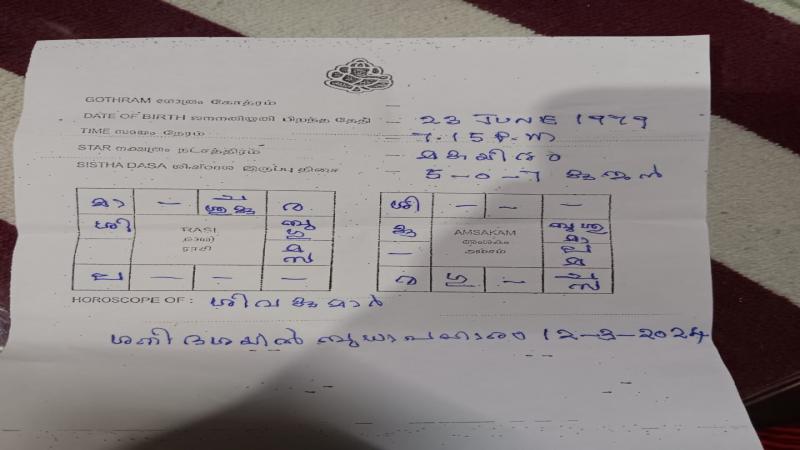 GOTHRAM ഗോത്രം கோத்ரம் —
DATE OF BIRTH ജനനതിയ്യതി பிறந்த தேதி — 23 JUNE 1979
TIME സമയം நேரம் — 7.15 P.M
STAR നക്ഷത്രം நட்சத்திரம் — മകയിരം
SISTHA DASA ശിഷ്ടദശ இருப்பு திசை — 5-0-7 കുജൻ
മാ — ച ര ശി — — —
ശുകു RASI ബു —
ശി രാശി ഗു കു AMSAKAM ബുശു
ராசி മ — അംശകം മാ
സ അம்சம் ല
ല — — — ര ഗു — ച
HOROSCOPE OF : ശിവകുമാർ
ശനി ദശയിൽ ബുധാപഹാരം 12-3-2024